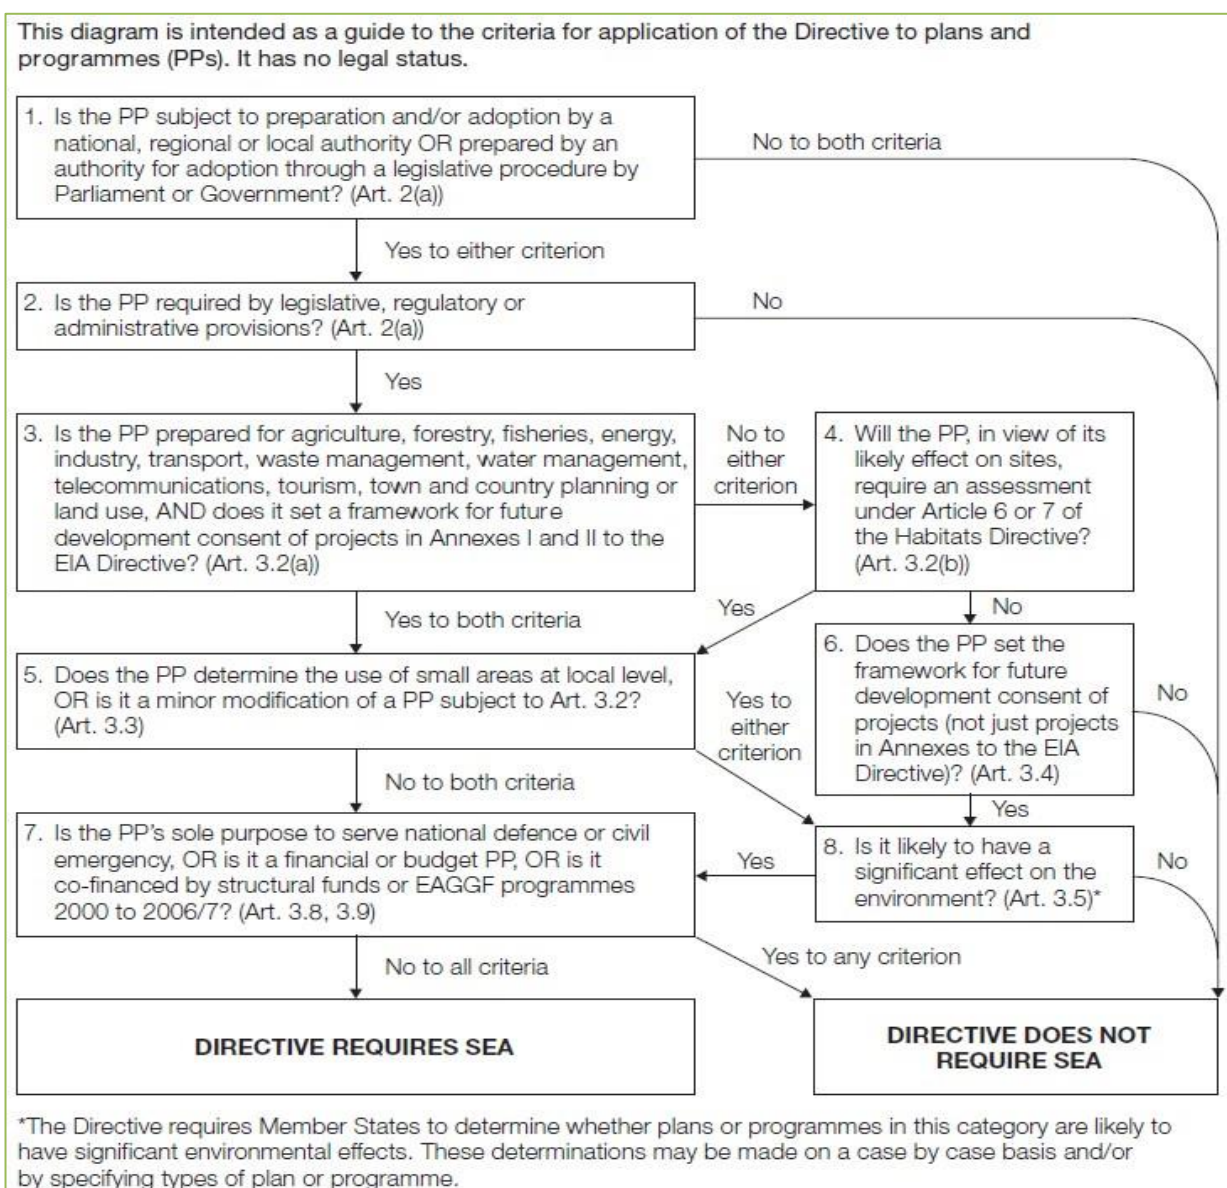 This diagram is intended as a guide to the criteria for application of the Directive to plans and
programmes (PPs). It has no legal status.
1. Is the PP subject to preparation and/or adoption by a
national, regional or local authority OR prepared by an
authority for adoption through a legislative procedure by
Parliament or Government? (Art. 2(a))
No to both criteria
Yes to either criterion
2. Is the PP required by legislative, regulatory or
administrative provisions? (Art. 2(a))
No
Yes
3. Is the PP prepared for agriculture, forestry, fisheries, energy,
industry, transport, waste management, water management,
telecommunications, tourism, town and country planning or
land use, AND does it set a framework for future
development consent of projects in Annexes I and II to the
EIA Directive? (Art. 3.2(a))
No to
either
criterion
4. Will the PP, in view of its
likely effect on sites,
require an assessment
under Article 6 or 7 of
the Habitats Directive?
(Art. 3.2(b))
Yes to both criteria
Yes
No
5. Does the PP determine the use of small areas at local level,
OR is it a minor modification of a PP subject to Art. 3.2?
(Art. 3.3)
Yes to
either
criterion
6. Does the PP set the
framework for future
development consent of
projects (not just projects
in Annexes to the EIA
Directive)? (Art. 3.4)
No
No to both criteria
Yes
7. Is the PP's sole purpose to serve national defence or civil
emergency, OR is it a financial or budget PP, OR is it
co-financed by structural funds or EAGGF programmes
2000 to 2006/7? (Art. 3.8, 3.9)
Yes
8. Is it likely to have a
significant effect on the
environment? (Art. 3.5)*
No
No to all criteria
Yes to any criterion
DIRECTIVE REQUIRES SEA
DIRECTIVE DOES NOT
REQUIRE SEA
*The Directive requires Member States to determine whether plans or programmes in this category are likely to
have significant environmental effects. These determinations may be made on a case by case basis and/or
by specifying types of plan or programme.